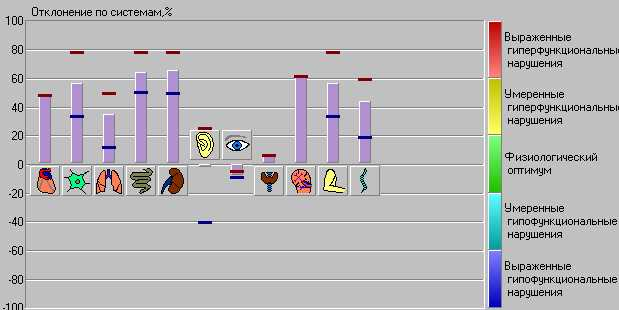 Отклонение по системам,%
100
80
60
40
20
0
-20
-40
-60
-80
-100
Выраженные
гиперфункциональные
нарушения
Умеренные
гиперфункциональные
нарушения
Физиологический
оптимум
Умеренные
гипофункциональные
нарушения
Выраженные
гипофункциональные
нарушения